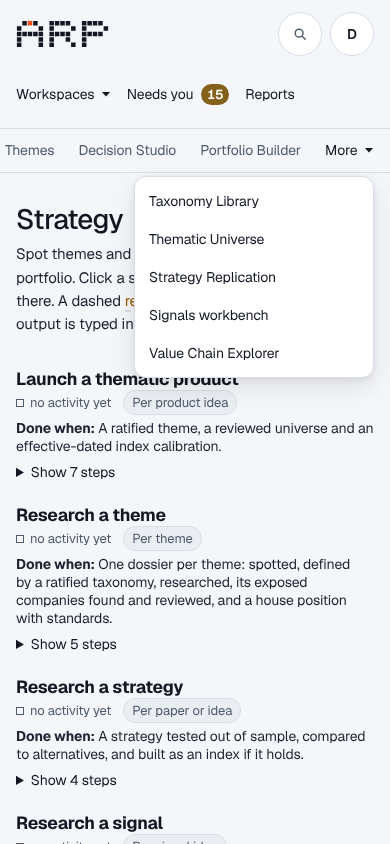 ARP
D
Workspaces
Needs you 15
Reports
Themes
Decision Studio
Portfolio Builder
More
Taxonomy Library
Thematic Universe
Strategy Replication
Signals workbench
Value Chain Explorer
Strategy
Spot themes and
portfolio. Click a s
there. A dashed re
output is typed in
Launch a thematic product
no activity yet
Per product idea
Done when: A ratified theme, a reviewed universe and an
effective-dated index calibration.
Show 7 steps
Research a theme
no activity yet
Per theme
Done when: One dossier per theme: spotted, defined
by a ratified taxonomy, researched, its exposed
companies found and reviewed, and a house position
with standards.
Show 5 steps
Research a strategy
no activity yet
Per paper or idea
Done when: A strategy tested out of sample, compared
to alternatives, and built as an index if it holds.
Show 4 steps
Research a signal